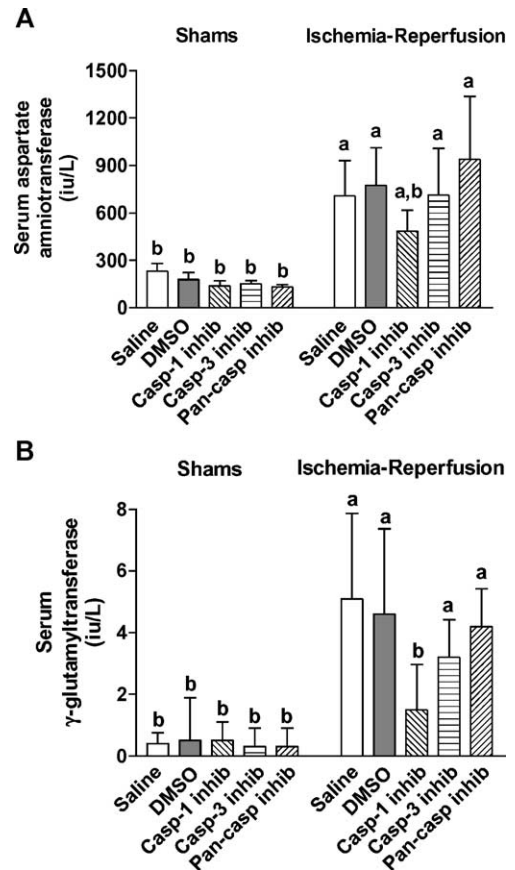 A
Shams Ischemia-Reperfusion
Serum aspartate
amniotransferase
(iu/L)
1500
1200
900
600
300
0
b b b b b a a a,b a a
Saline DMSO Casp-1 inhib Casp-3 inhib Pan-casp inhib Saline DMSO Casp-1 inhib Casp-3 inhib Pan-casp inhib
B
Shams Ischemia-Reperfusion
Serum
γ-glutamyltransferase
(iu/L)
8
6
4
2
0
b b b b b a a b a a
Saline DMSO Casp-1 inhib Casp-3 inhib Pan-casp inhib Saline DMSO Casp-1 inhib Casp-3 inhib Pan-casp inhib